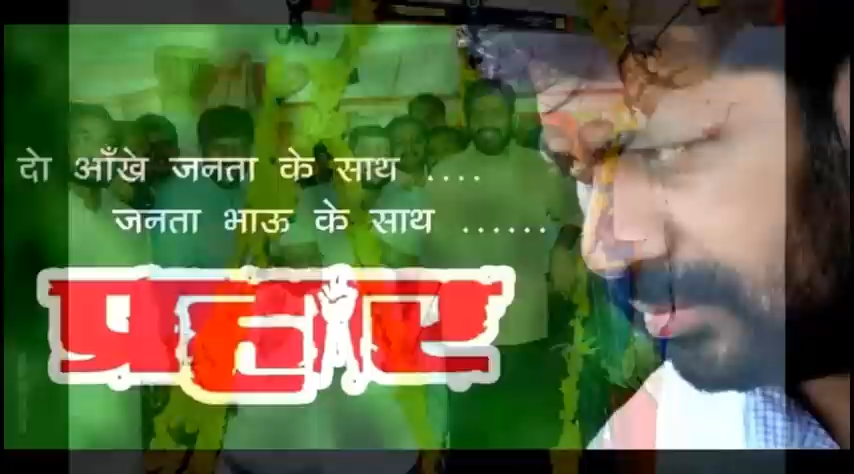 दो आँखे जनता के साथ ....
जनता भाऊ के साथ ......
प्रहार